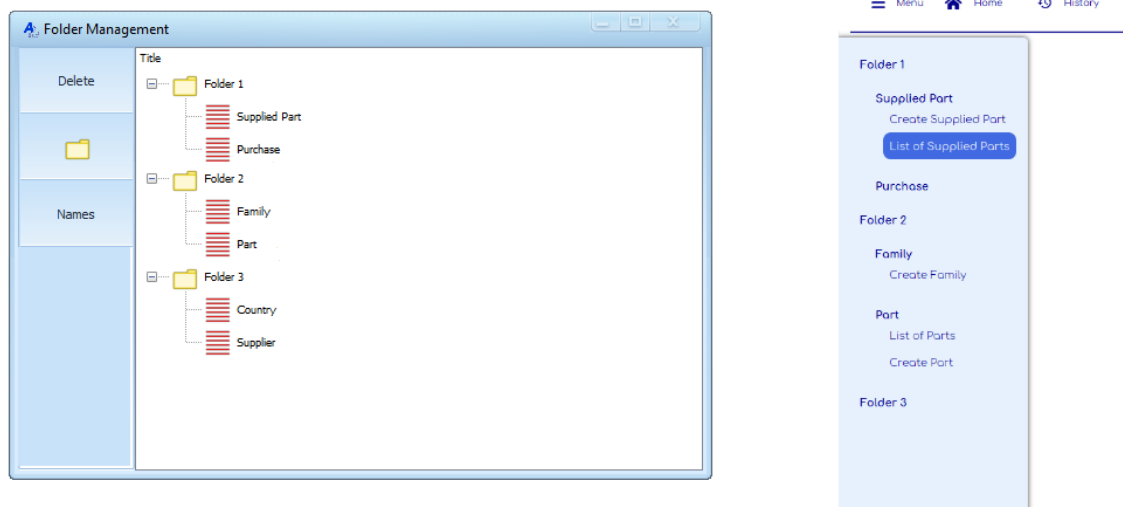 Folder Management
Title
Delete
Folder 1
Supplied Part
Purchase
Folder 2
Names
Family
Part
Folder 3
Country
Supplier
Menu Home History
Folder 1
Supplied Part
Create Supplied Part
List of Supplied Parts
Purchase
Folder 2
Family
Create Family
Part
List of Parts
Create Part
Folder 3